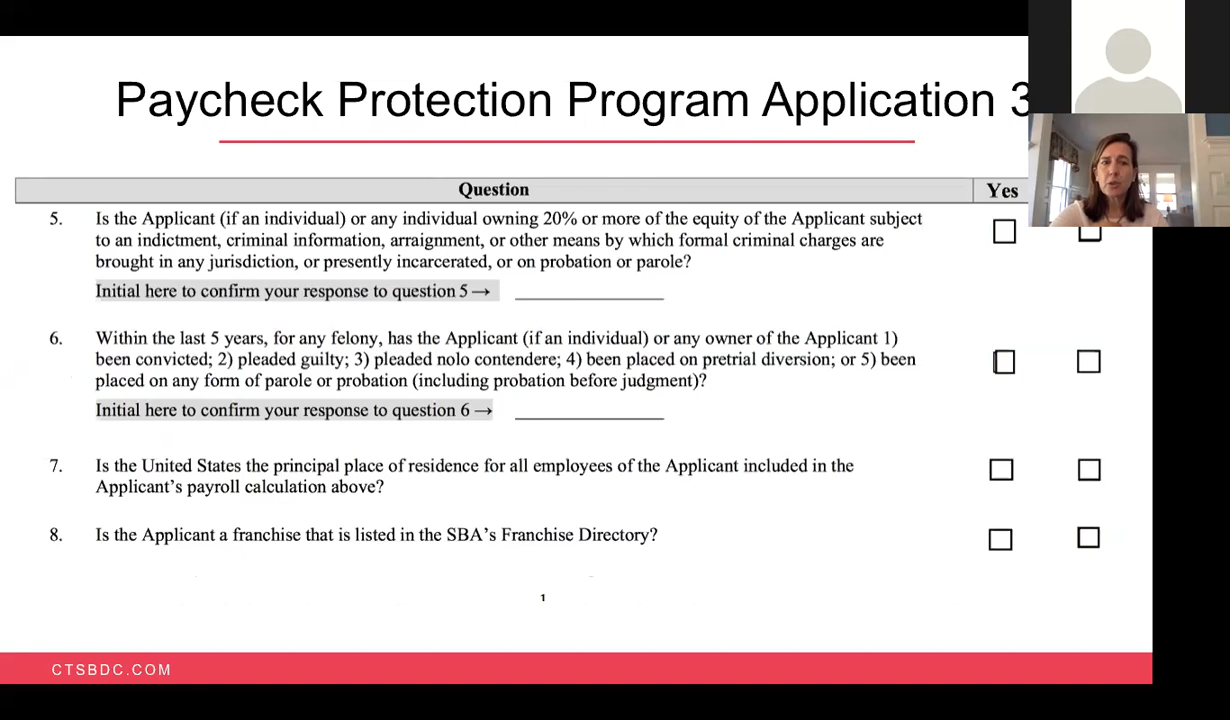 Paycheck Protection Program Application 3
Question Yes
5. Is the Applicant (if an individual) or any individual owning 20% or more of the equity of the Applicant subject
to an indictment, criminal information, arraignment, or other means by which formal criminal charges are
brought in any jurisdiction, or presently incarcerated, or on probation or parole?
Initial here to confirm your response to question 5 →
6. Within the last 5 years, for any felony, has the Applicant (if an individual) or any owner of the Applicant 1)
been convicted; 2) pleaded guilty; 3) pleaded nolo contendere; 4) been placed on pretrial diversion; or 5) been
placed on any form of parole or probation (including probation before judgment)?
Initial here to confirm your response to question 6 →
7. Is the United States the principal place of residence for all employees of the Applicant included in the
Applicant’s payroll calculation above?
8. Is the Applicant a franchise that is listed in the SBA’s Franchise Directory?
1
CTSBDC.COM